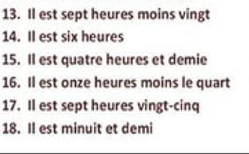 13. Il est sept heures moins vingt
14. Il est six heures
15. Il est quatre heures et demie
16. Il est onze heures moins le quart
17. Il est sept heures vingt-cinq
18. Il est minuit et demi